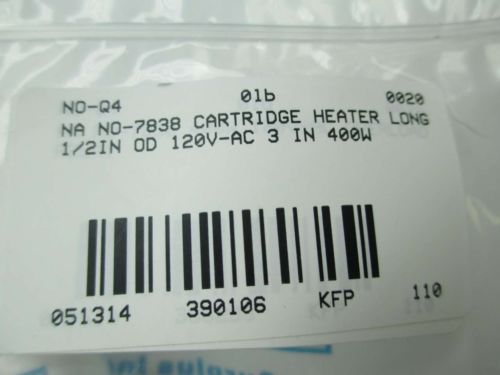 NO-Q4 01b 0020
NA NO-7838 CARTRIDGE HEATER LONG
1/2IN OD 120V-AC 3 IN 400W
051314 390106 KFP 110